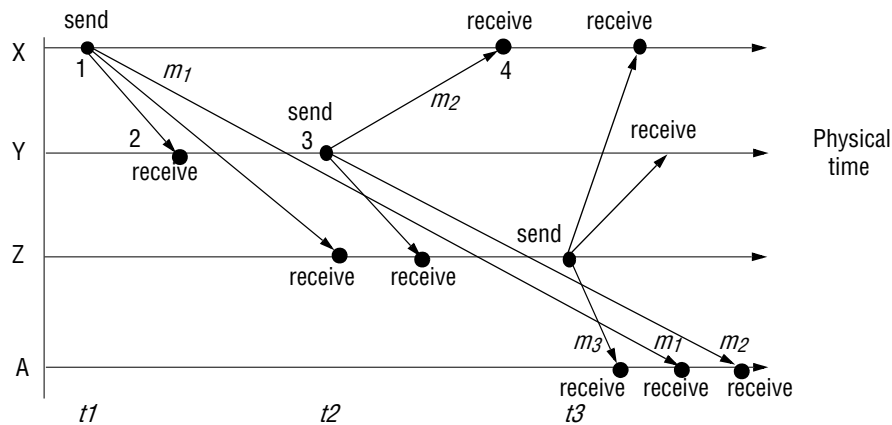 send
receive
receive
X
1
m1
m2
4
send
2
3
receive
Y
receive
Physical
time
send
Z
receive
receive
m3
m1
m2
A
receive
receive
receive
t1
t2
t3